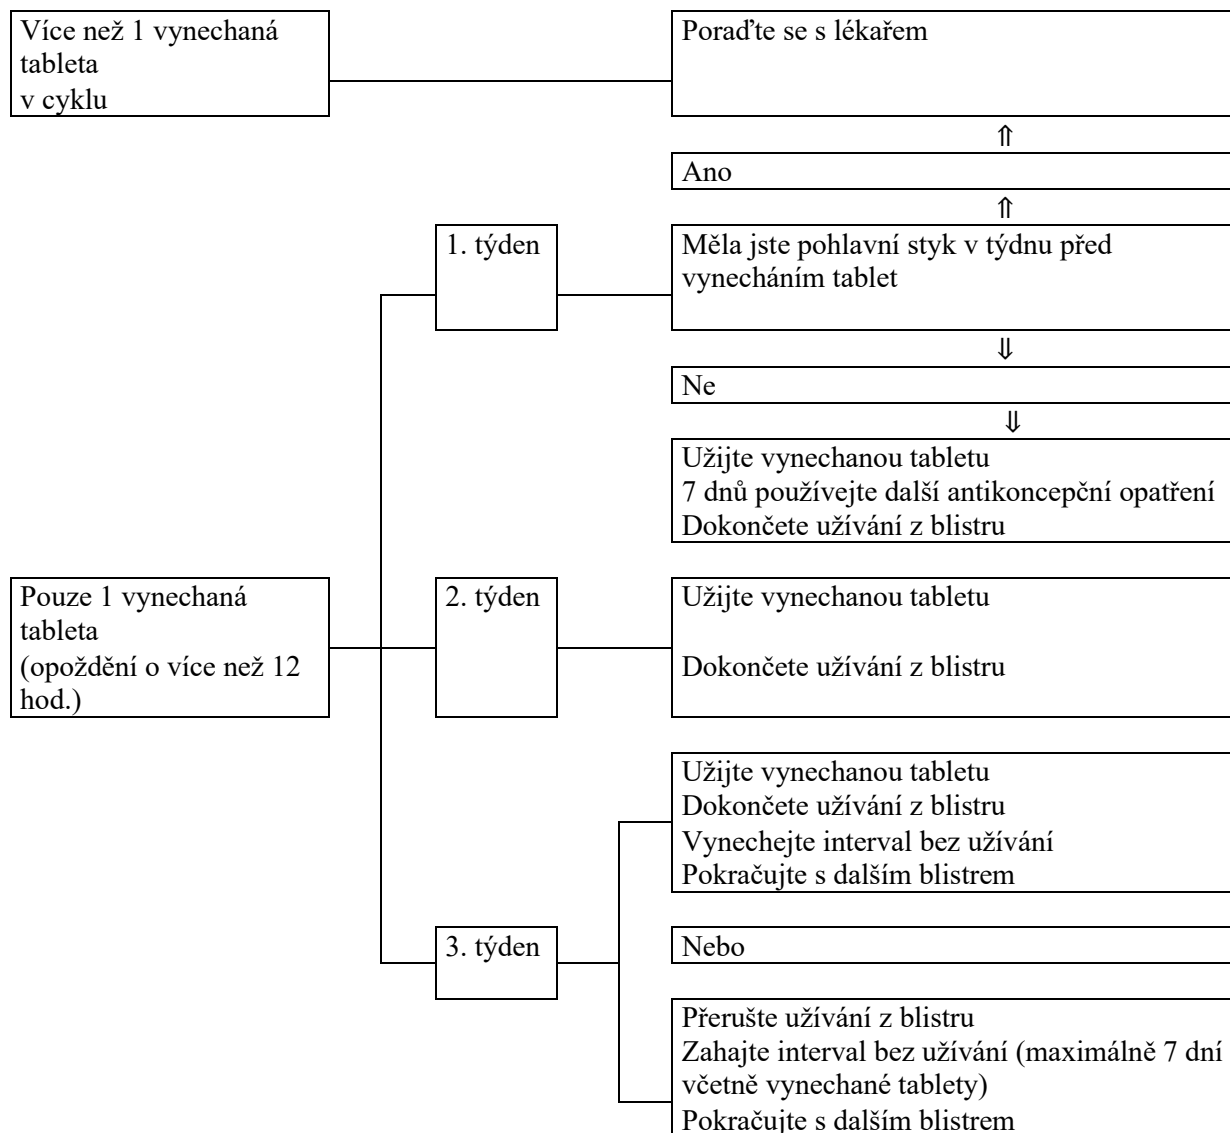 Více než 1 vynechaná
tableta
v cyklu
Poraďte se s lékařem
⇑
Ano
⇑
1. týden
Měla jste pohlavní styk v týdnu před
vynecháním tablet
⇓
Ne
⇓
Užijte vynechanou tabletu
7 dnů používejte další antikoncepční opatření
Dokončete užívání z blistru
Pouze 1 vynechaná
tableta
(opoždění o více než 12
hod.)
2. týden
Užijte vynechanou tabletu
Dokončete užívání z blistru
Užijte vynechanou tabletu
Dokončete užívání z blistru
Vynechejte interval bez užívání
Pokračujte s dalším blistrem
3. týden
Nebo
Přerušte užívání z blistru
Zahajte interval bez užívání (maximálně 7 dní
včetně vynechané tablety)
Pokračujte s dalším blistrem